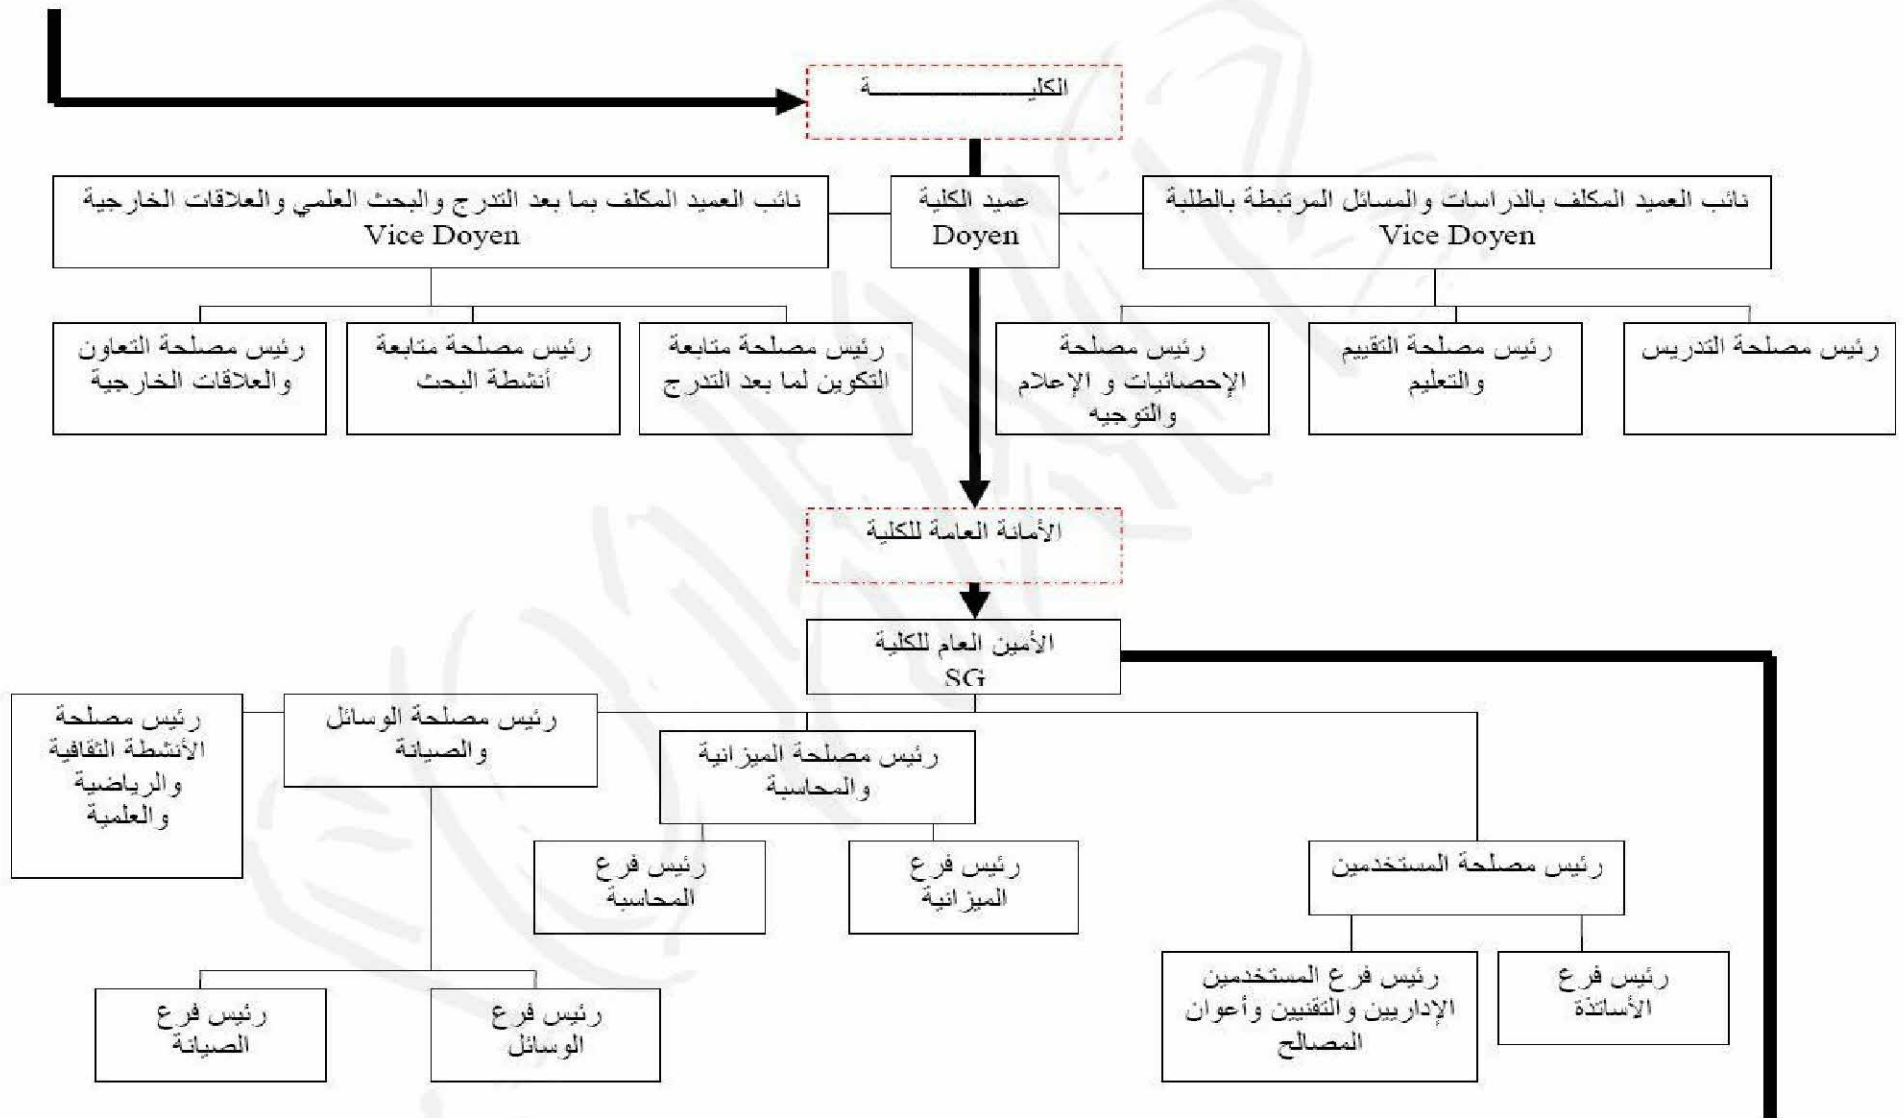 الكليـــــــــــــــــــــــة
نائب العميد المكلف بالدراسات والمسائل المرتبطة بالطلبة
Vice Doyen
عميد الكلية
Doyen
نائب العميد المكلف بما بعد التدرج والبحث العلمي والعلاقات الخارجية
Vice Doyen
رئيس مصلحة التدريس
رئيس مصلحة التقييم
والتعليم
رئيس مصلحة
الإحصائيات و الإعلام
والتوجيه
رئيس مصلحة متابعة
التكوين لما بعد التدرج
رئيس مصلحة متابعة
أنشطة البحث
رئيس مصلحة التعاون
والعلاقات الخارجية
الأمانة العامة للكلية
الأمين العام للكلية
SG
رئيس مصلحة الميزانية
والمحاسبة
رئيس مصلحة الوسائل
والصيانة
رئيس مصلحة
الأنشطة الثقافية
والرياضية
والعلمية
رئيس مصلحة المستخدمين
رئيس فرع
الميزانية
رئيس فرع
المحاسبة
رئيس فرع
الأساتذة
رئيس فرع المستخدمين
الإداريين والتقنيين وأعوان
المصالح
رئيس فرع
الوسائل
رئيس فرع
الصيانة